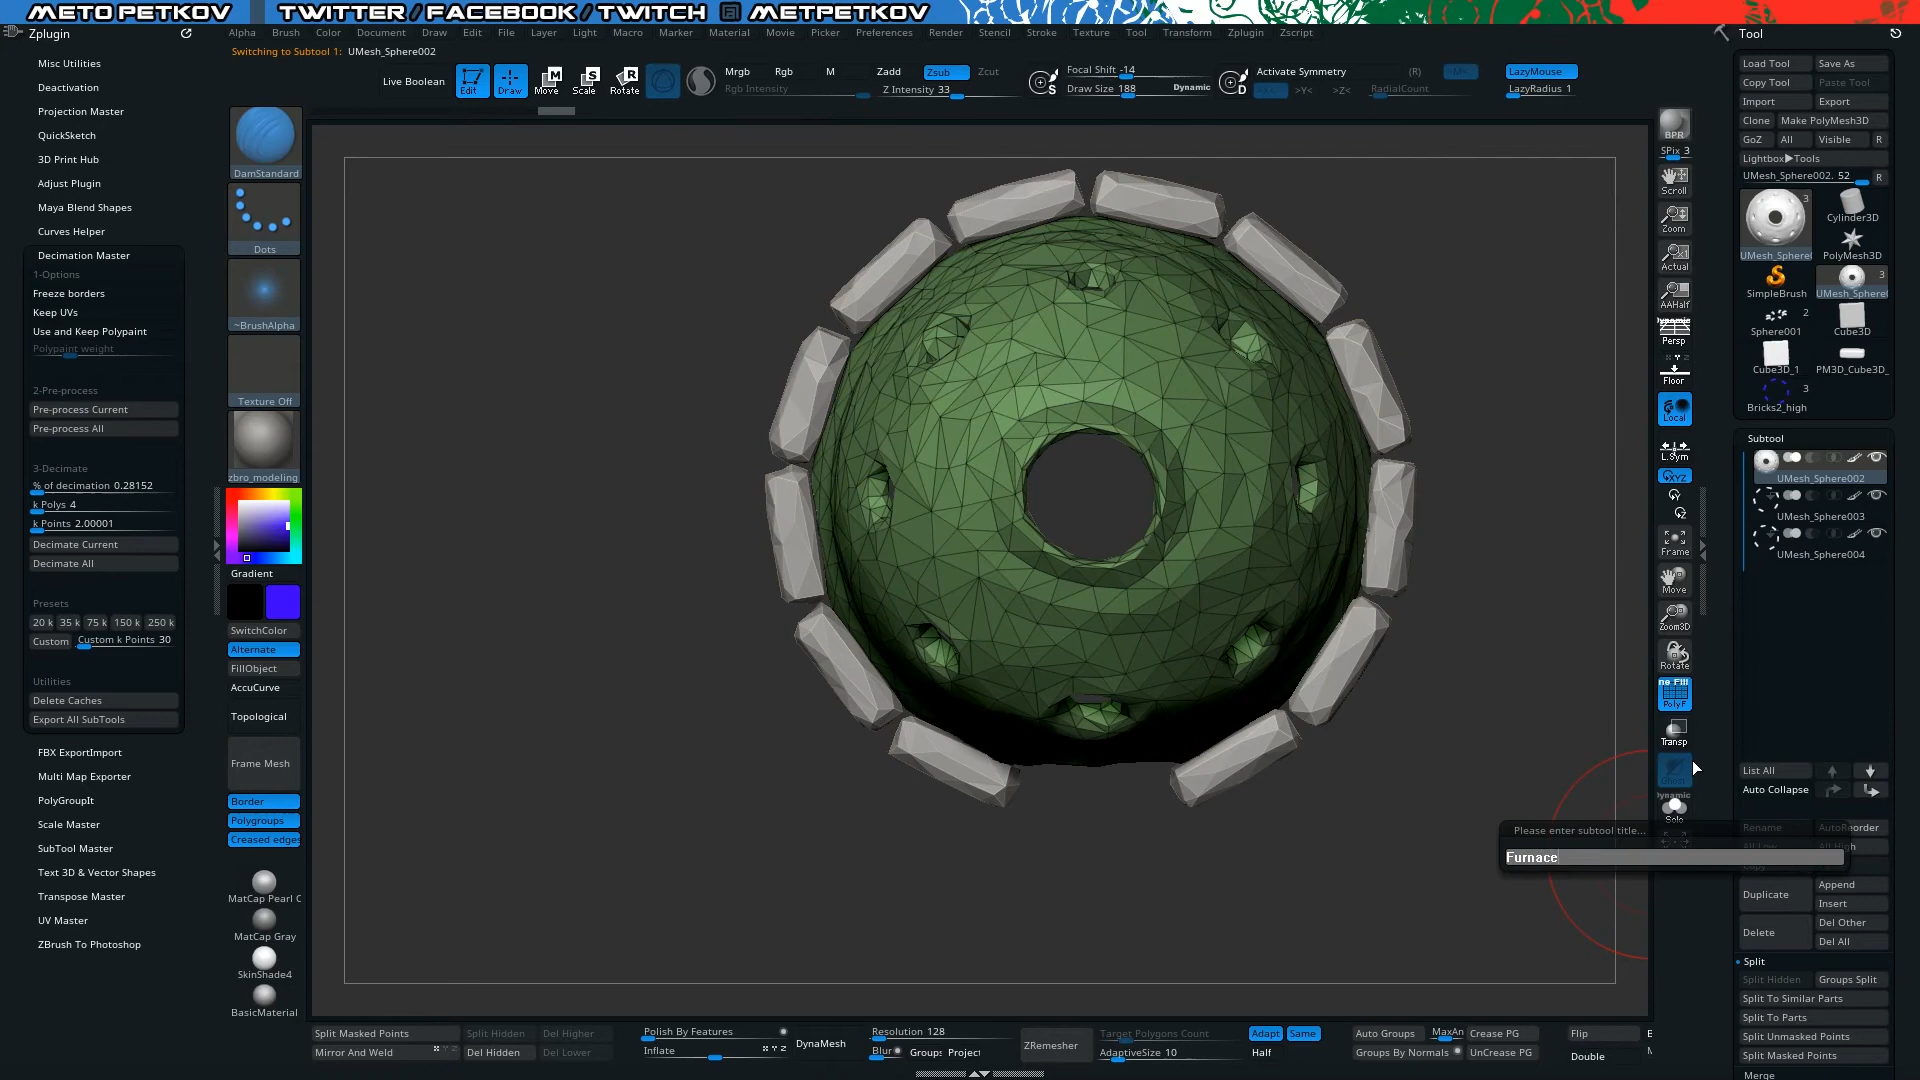 METO PETKOV
TWITTER / FACEBOOK / TWITCH @ METPETKOV
Zplugin
Alpha Brush Color Document Draw Edit File Layer Light Macro Marker Material Movie Picker Preferences Render Stencil Stroke Texture Tool Transform Zplugin Zscript
Tool
Switching to Subtool 1: UMesh_Sphere002
Misc Utilities
Deactivation
Projection Master
QuickSketch
3D Print Hub
Adjust Plugin
Maya Blend Shapes
Curves Helper
Decimation Master
1-Options
Freeze borders
Keep UVs
Use and Keep Polypaint
Polypaint weight
2-Pre-process
Pre-process Current
Pre-process All
3-Decimate
% of decimation 0.28152
k Polys 4
k Points 2.00001
Decimate Current
Decimate All
Presets
20 k 35 k 75 k 150 k 250 k
Custom Custom k Points 30
Utilities
Delete Caches
Export All SubTools
FBX ExportImport
Multi Map Exporter
PolyGroupIt
Scale Master
SubTool Master
Text 3D & Vector Shapes
Transpose Master
UV Master
ZBrush To Photoshop
Live Boolean
Edit
Draw
Move
Scale
Rotate
Mrgb Rgb M
Rgb Intensity
Zadd Zsub Zcut
Z Intensity 33
Focal Shift -14
Draw Size 188 Dynamic
Activate Symmetry (R) >M<
>X< >Y< >Z< RadialCount
LazyMouse
LazyRadius 1
DamStandard
Dots
~BrushAlpha
Texture Off
zbro_modeling
Gradient
SwitchColor
Alternate
FillObject
AccuCurve
Topological
Frame Mesh
Border
Polygroups
Creased edges
MatCap Pearl C
MatCap Gray
SkinShade4
BasicMaterial
BPR
SPix 3
Scroll
Zoom
Actual
AAHalf
Dynamic
Persp
Floor
Local
L.Sym
XYZ
Frame
Move
Zoom3D
Rotate
PolyF
Transp
Ghost
Dynamic
Solo
Load Tool Save As
Copy Tool Paste Tool
Import Export
Clone Make PolyMesh3D
GoZ All Visible R
Lightbox▶Tools
UMesh_Sphere002. 52 R
3
Cylinder3D
UMesh_Sphere
PolyMesh3D
3
SimpleBrush
UMesh_Sphere
2
Sphere001
Cube3D
Cube3D_1
PM3D_Cube3D_
3
Bricks2_high
Subtool
UMesh_Sphere002
UMesh_Sphere003
UMesh_Sphere004
List All
Auto Collapse
Rename AutoReorder
Please enter subtool title...
Furnace
Duplicate
Append
Insert
Delete
Del Other
Del All
Split
Split Hidden Groups Split
Split To Similar Parts
Split To Parts
Split Unmasked Points
Split Masked Points
Merge
Split Masked Points Split Hidden Del Higher
Mirror And Weld Del Hidden Del Lower
Polish By Features
Inflate
Resolution 128
Blur Groups Project
DynaMesh
ZRemesher
Target Polygons Count
AdaptiveSize 10
Adapt Same
Half
Auto Groups MaxAn Crease PG
Groups By Normals UnCrease PG
Flip
Double